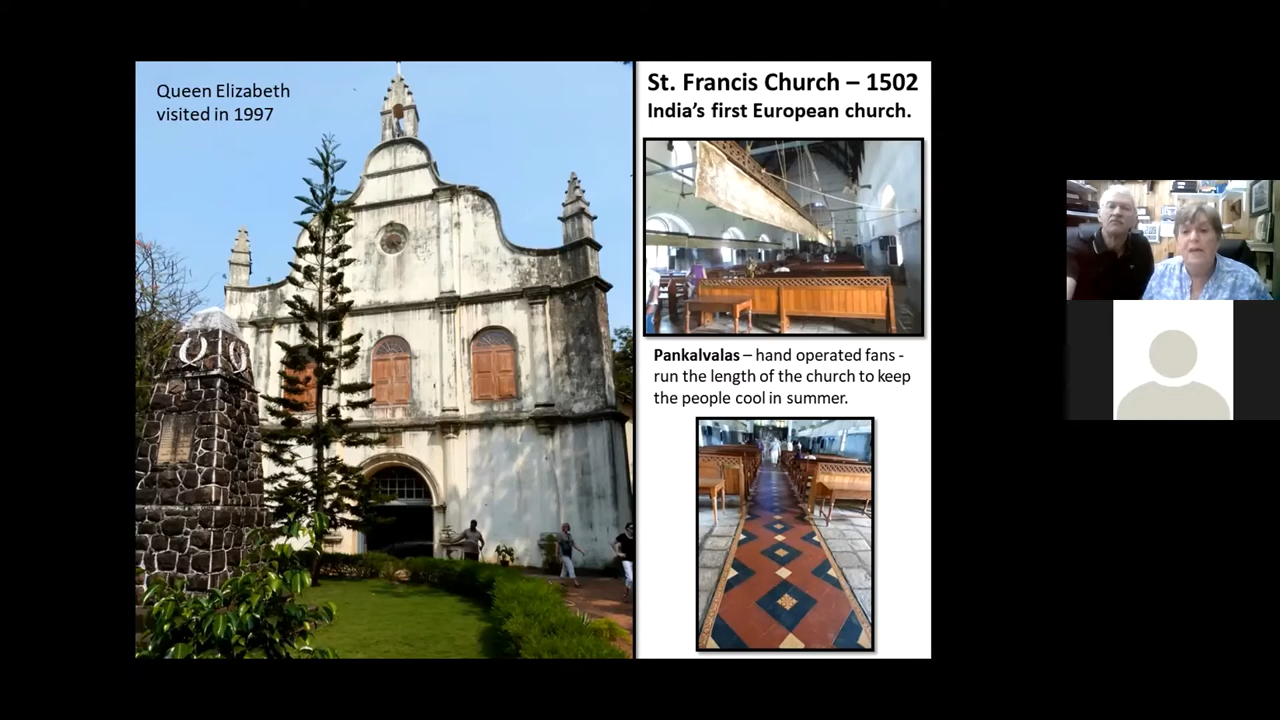 Queen Elizabeth
visited in 1997
St. Francis Church – 1502
India's first European church.
Pankalvalas – hand operated fans -
run the length of the church to keep
the people cool in summer.